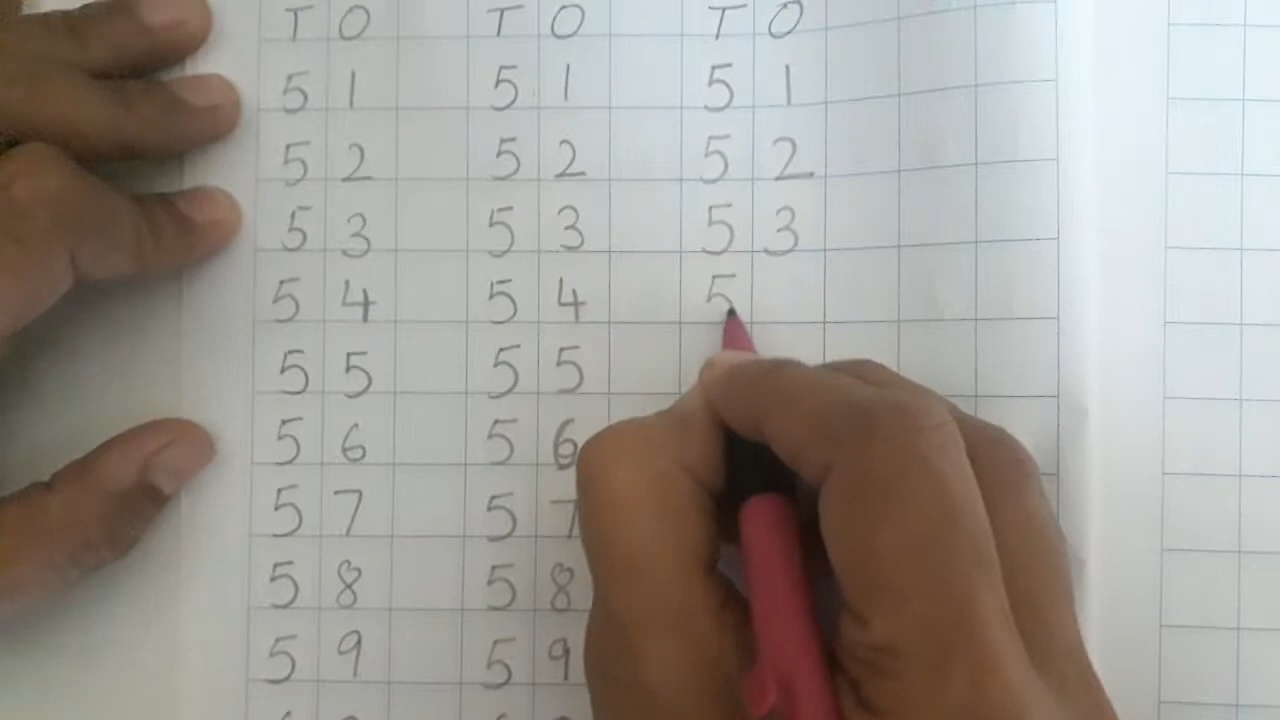 T O T O T O
5 1 5 1 5 1
5 2 5 2 5 2
5 3 5 3 5 3
5 4 5 4 5
5 5 5 5
5 6 5 6
5 7 5 7
5 8 5 8
5 9 5 9